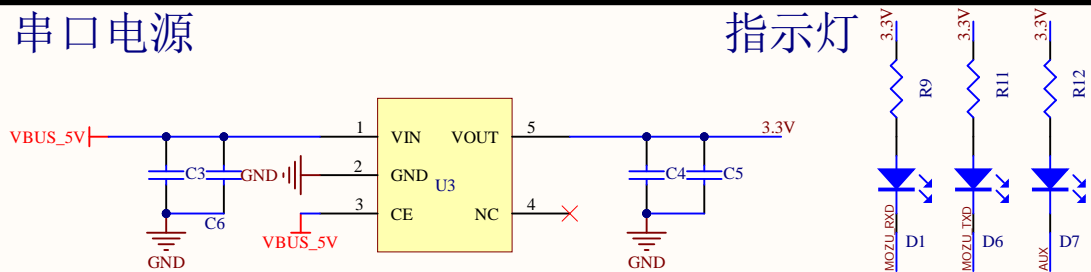 串口电源
指示灯
3.3V
3.3V
3.3V
R9
R11
R12
VBUS_5V
1
VIN
VOUT
5
3.3V
C3
GND
2
GND
U3
C4
C5
C6
3
CE
NC
4
VBUS_5V
GND
GND
MOZU_RXD
D1
MOZU_TXD
D6
AUX
D7